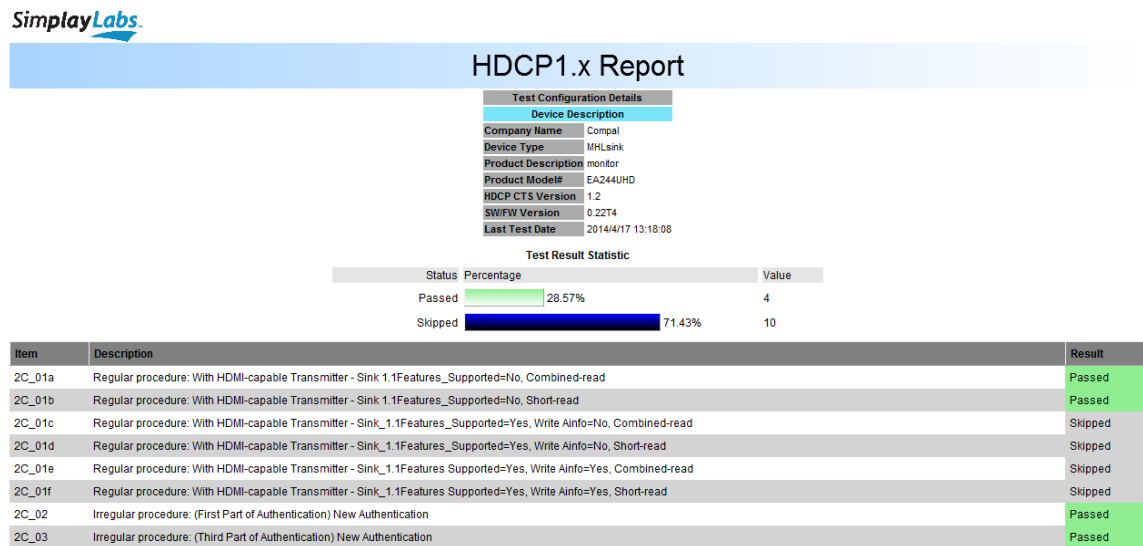 SimplayLabs
HDCP1.x Report
Test Configuration Details
Device Description
Company Name Compal
Device Type MHLsink
Product Description monitor
Product Model# EA244UHD
HDCP CTS Version 1.2
SW/FW Version 0.22T4
Last Test Date 2014/4/17 13:18:08
Test Result Statistic
Status Percentage Value
Passed 28.57% 4
Skipped 71.43% 10
Item Description Result
2C_01a Regular procedure: With HDMI-capable Transmitter - Sink 1.1Features_Supported=No, Combined-read Passed
2C_01b Regular procedure: With HDMI-capable Transmitter - Sink 1.1Features_Supported=No, Short-read Passed
2C_01c Regular procedure: With HDMI-capable Transmitter - Sink_1.1Features_Supported=Yes, Write Ainfo=No, Combined-read Skipped
2C_01d Regular procedure: With HDMI-capable Transmitter - Sink_1.1Features_Supported=Yes, Write Ainfo=No, Short-read Skipped
2C_01e Regular procedure: With HDMI-capable Transmitter - Sink_1.1Features Supported=Yes, Write Ainfo=Yes, Combined-read Skipped
2C_01f Regular procedure: With HDMI-capable Transmitter - Sink_1.1Features Supported=Yes, Write Ainfo=Yes, Short-read Skipped
2C_02 Irregular procedure: (First Part of Authentication) New Authentication Passed
2C_03 Irregular procedure: (Third Part of Authentication) New Authentication Passed